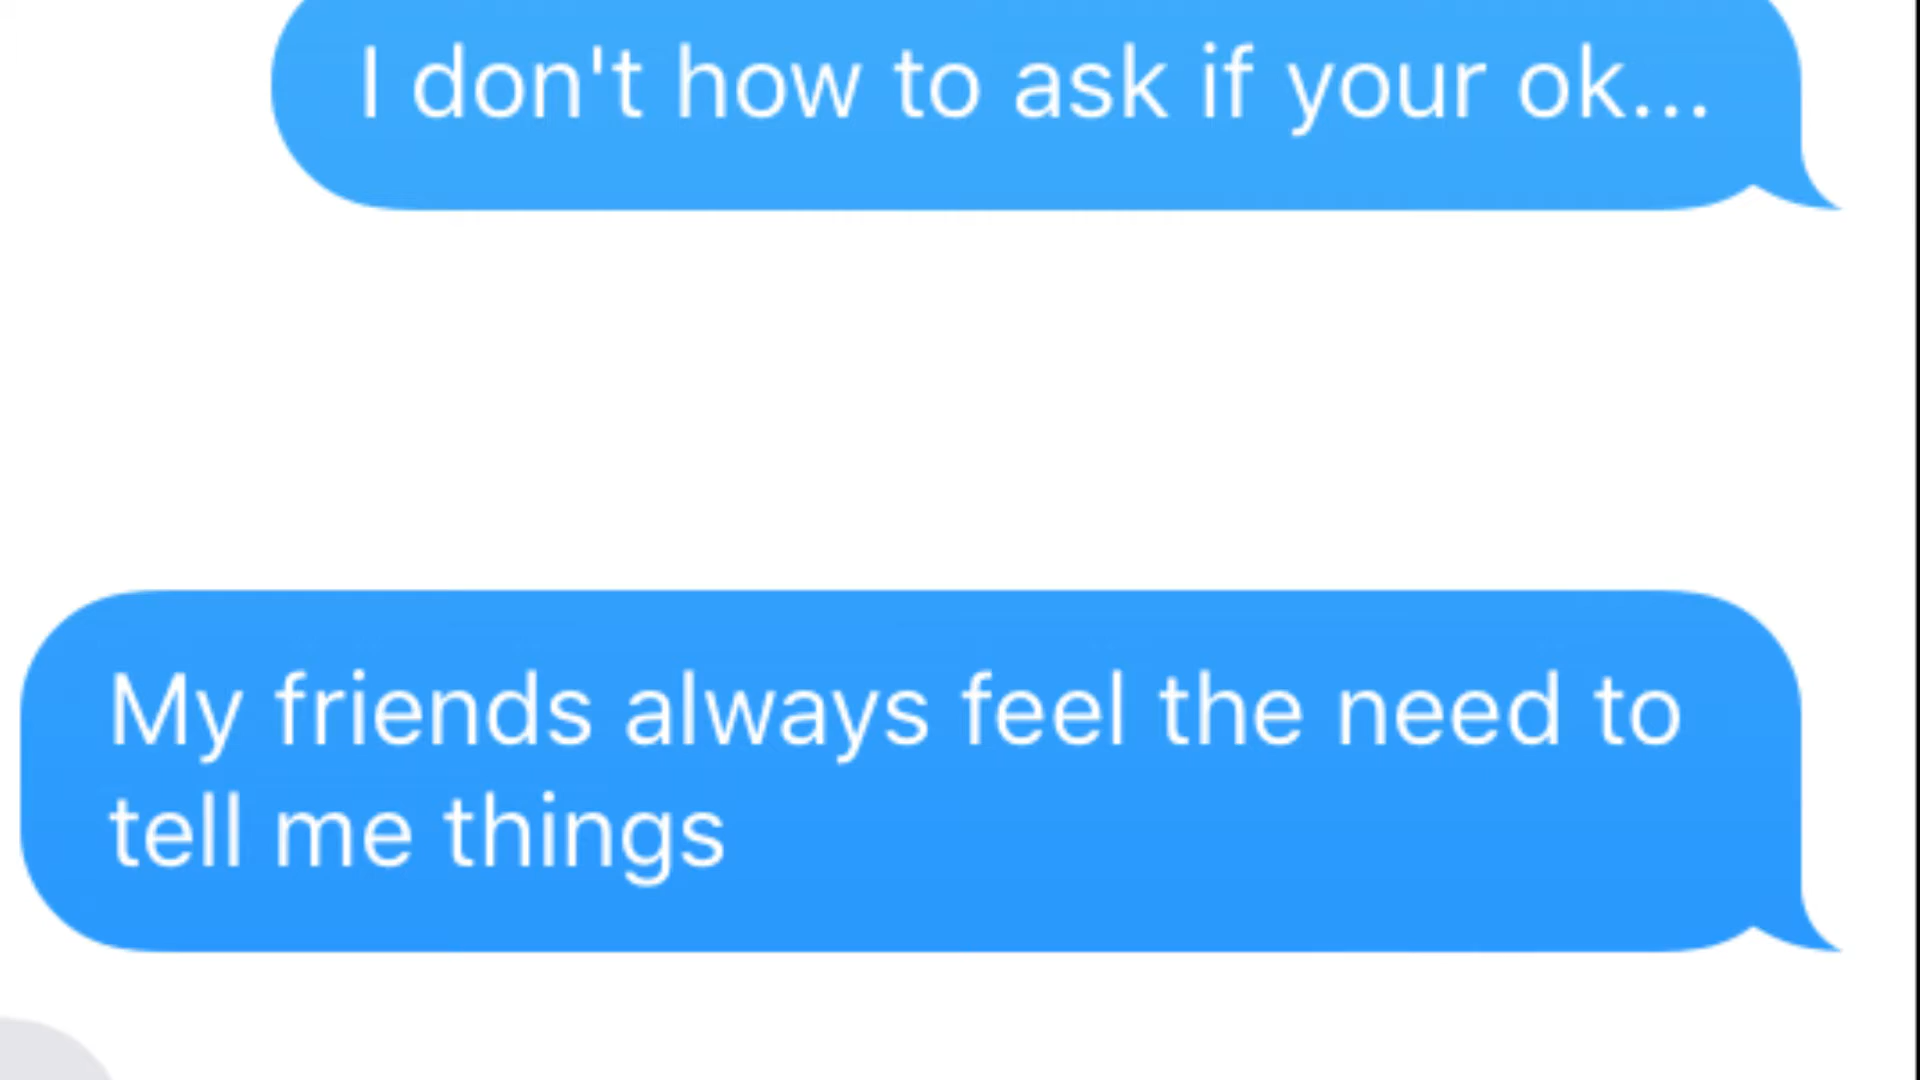 I don't how to ask if your ok...
My friends always feel the need to
tell me things